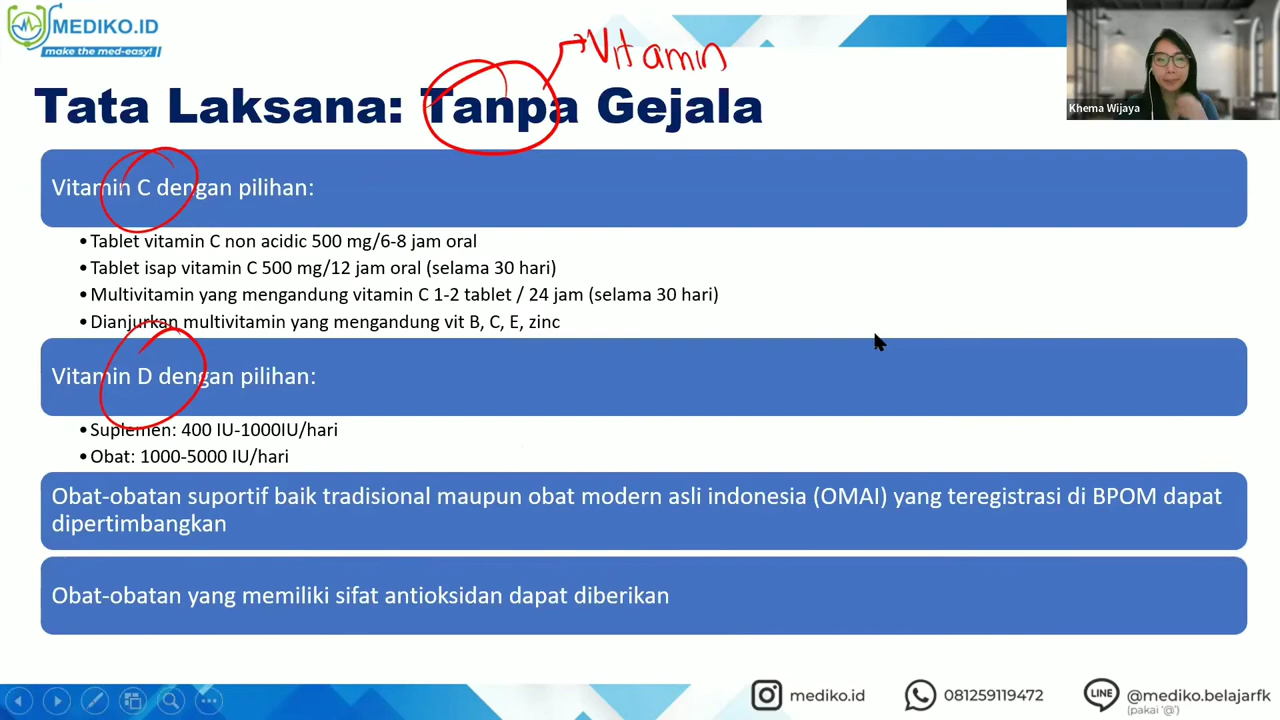 MEDIKO.ID
make the med-easy!
Vitamin
Khema Wijaya
Tata Laksana: Tanpa Gejala
Vitamin C dengan pilihan:
•Tablet vitamin C non acidic 500 mg/6-8 jam oral
•Tablet isap vitamin C 500 mg/12 jam oral (selama 30 hari)
•Multivitamin yang mengandung vitamin C 1-2 tablet / 24 jam (selama 30 hari)
•Dianjurkan multivitamin yang mengandung vit B, C, E, zinc
Vitamin D dengan pilihan:
•Suplemen: 400 IU-1000IU/hari
•Obat: 1000-5000 IU/hari
Obat-obatan suportif baik tradisional maupun obat modern asli indonesia (OMAI) yang teregistrasi di BPOM dapat
dipertimbangkan
Obat-obatan yang memiliki sifat antioksidan dapat diberikan
mediko.id
081259119472
LINE
@mediko.belajarfk
(pakai '@')